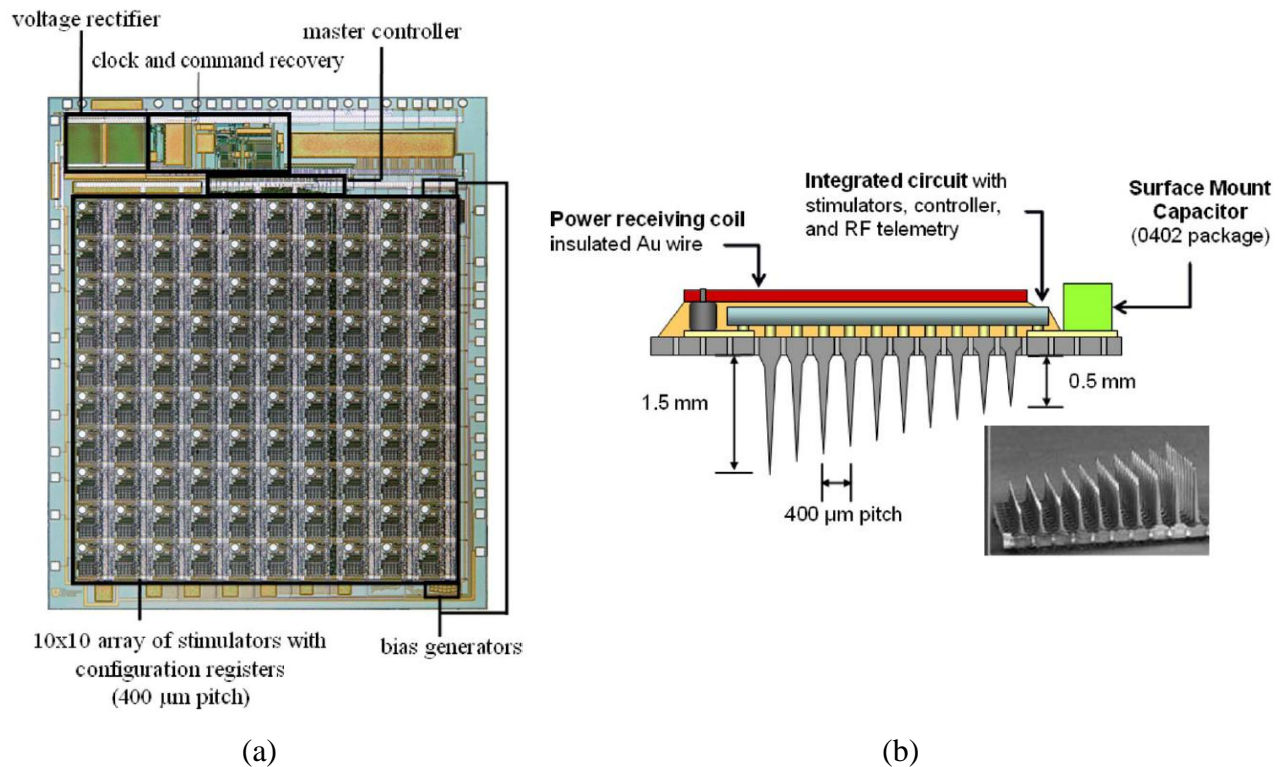 voltage rectifier
master controller
clock and command recovery
10x10 array of stimulators with
configuration registers
(400 µm pitch)
bias generators
(a)
Power receiving coil
insulated Au wire
Integrated circuit with
stimulators, controller,
and RF telemetry
Surface Mount
Capacitor
(0402 package)
1.5 mm
0.5 mm
400 µm pitch
(b)